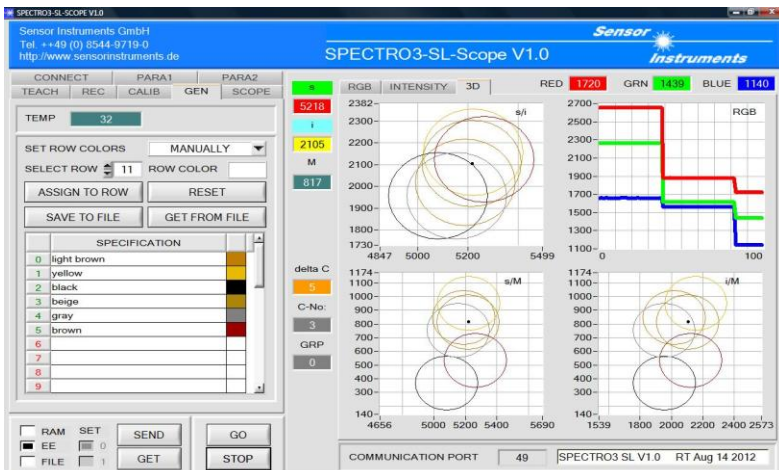 SPECTRO3-SL-SCOPE V1.0
Sensor Instruments GmbH
Tel. ++49 (0) 8544-9719-0
http://www.sensorinstruments.de
SPECTRO3-SL-Scope V1.0
Sensor
Instruments
CONNECT PARA1 PARA2
TEACH REC CALIB GEN SCOPE
TEMP 32
SET ROW COLORS MANUALLY
SELECT ROW 11 ROW COLOR
ASSIGN TO ROW RESET
SAVE TO FILE GET FROM FILE
SPECIFICATION
0 light brown
1 yellow
2 black
3 beige
4 gray
5 brown
6
7
8
9
RAM SET SEND GO
EE 0
FILE 1 GET STOP
s
5218
i
2105
M
817
delta C
5
C-No:
3
GRP
0
RGB INTENSITY 3D
RED 1720 GRN 1439 BLUE 1140
s/i
2382
2300
2200
2100
2000
1900
1800
1730
4847 5000 5200 5499
RGB
2700
2500
2300
2100
1900
1700
1500
1300
1100
0 100
s/M
1174
1100
1000
900
800
700
600
500
400
300
140
4656 5000 5200 5400 5690
i/M
1174
1100
1000
900
800
700
600
500
400
300
140
1539 1800 2000 2200 2400 2573
COMMUNICATION PORT 49 SPECTRO3 SL V1.0 RT Aug 14 2012